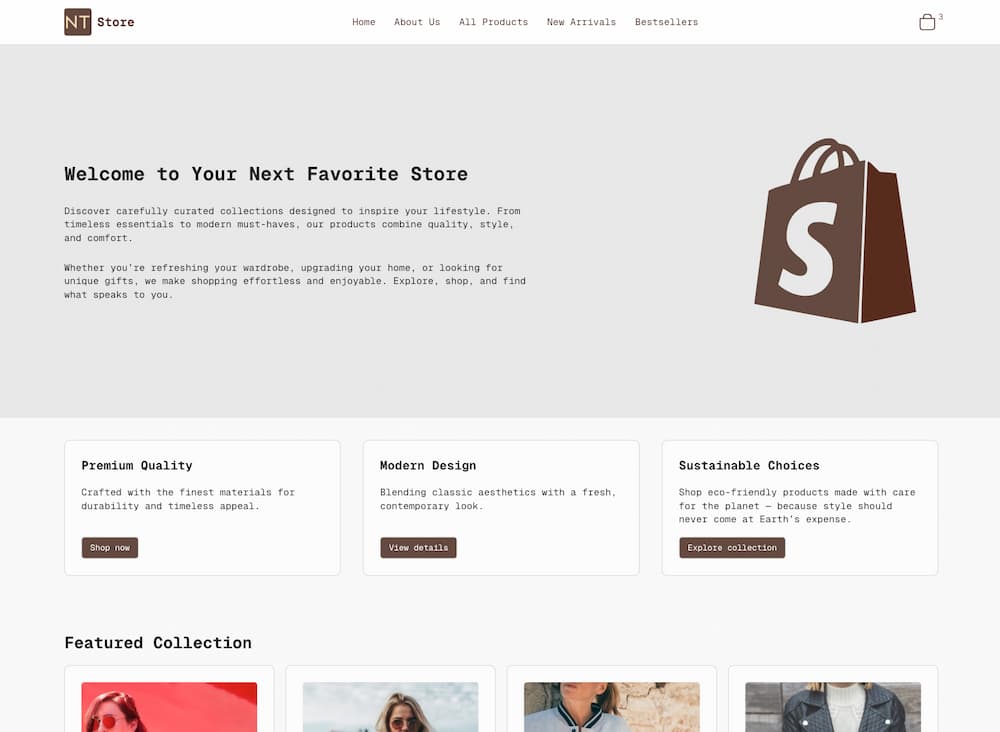 NT Store
Home
About Us
All Products
New Arrivals
Bestsellers
3
Welcome to Your Next Favorite Store
Discover carefully curated collections designed to inspire your lifestyle. From
timeless essentials to modern must-haves, our products combine quality, style,
and comfort.
Whether you're refreshing your wardrobe, upgrading your home, or looking for
unique gifts, we make shopping effortless and enjoyable. Explore, shop, and find
what speaks to you.
S
Premium Quality
Crafted with the finest materials for
durability and timeless appeal.
Shop now
Modern Design
Blending classic aesthetics with a fresh,
contemporary look.
View details
Sustainable Choices
Shop eco-friendly products made with care
for the planet — because style should
never come at Earth's expense.
Explore collection
Featured Collection